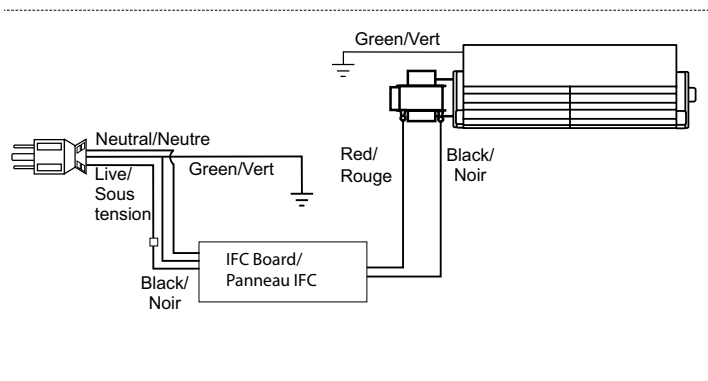 Green/Vert
Neutral/Neutre
Green/Vert
Live/
Sous
tension
Red/
Rouge
Black/
Noir
IFC Board/
Panneau IFC
Black/
Noir